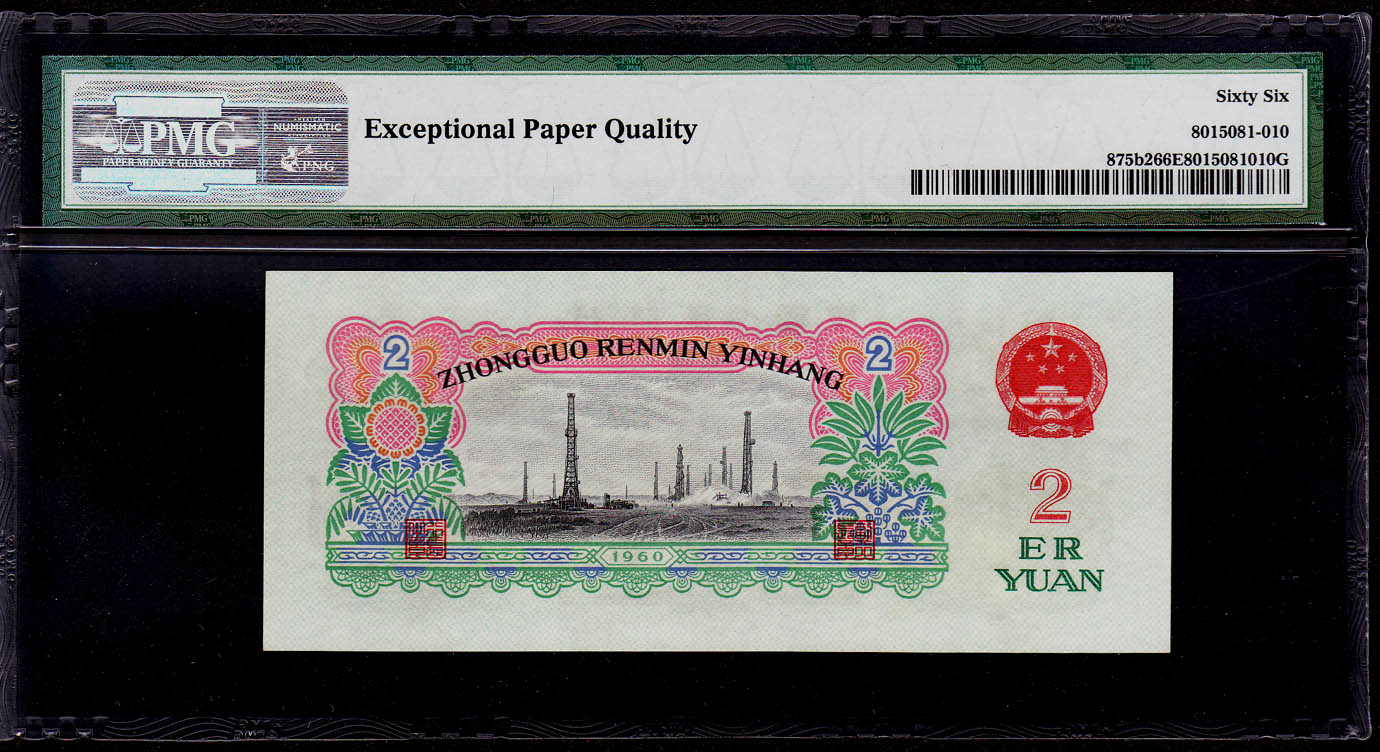 PMG
PAPER MONEY GUARANTY
NUMISMATIC
PNG
Exceptional Paper Quality
Sixty Six
8015081-010
875b266E8015081010G
2
2
ZHONGGUO RENMIN YINHANG
1960
2
ER
YUAN